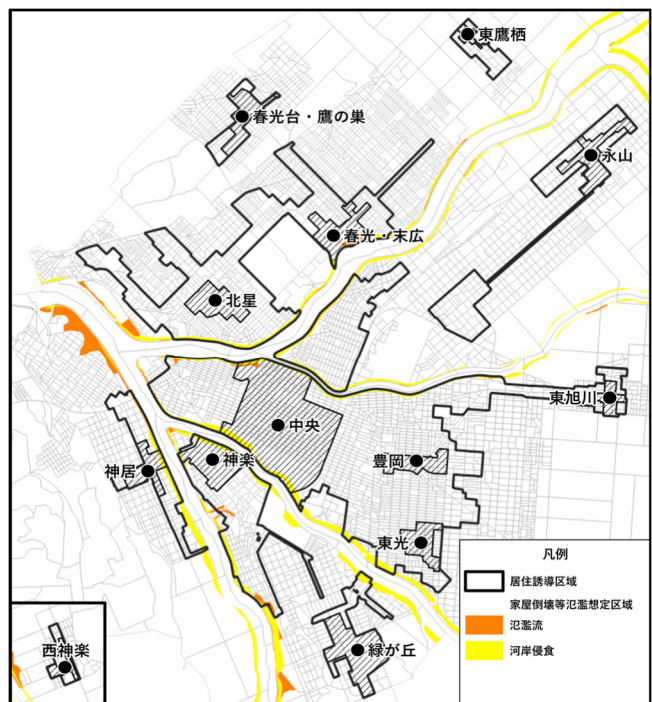 東鷹栖
春光台・鷹の巣
永山
春光・末広
北星
東旭川
中央
神楽
豊岡
神居
東光
緑が丘
西神楽
凡例
居住誘導区域
家屋倒壊等氾濫想定区域
氾濫流
河岸侵食